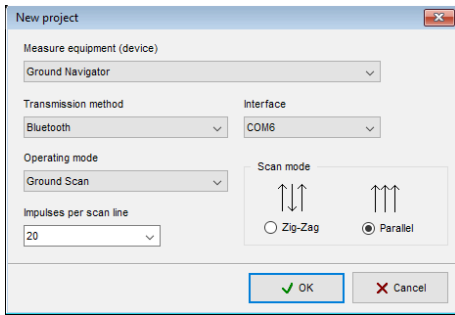 New project
Measure equipment (device)
Ground Navigator
Transmission method
Interface
Bluetooth
COM6
Operating mode
Ground Scan
Scan mode
Impulses per scan line
20
Zig-Zag
Parallel
OK
Cancel